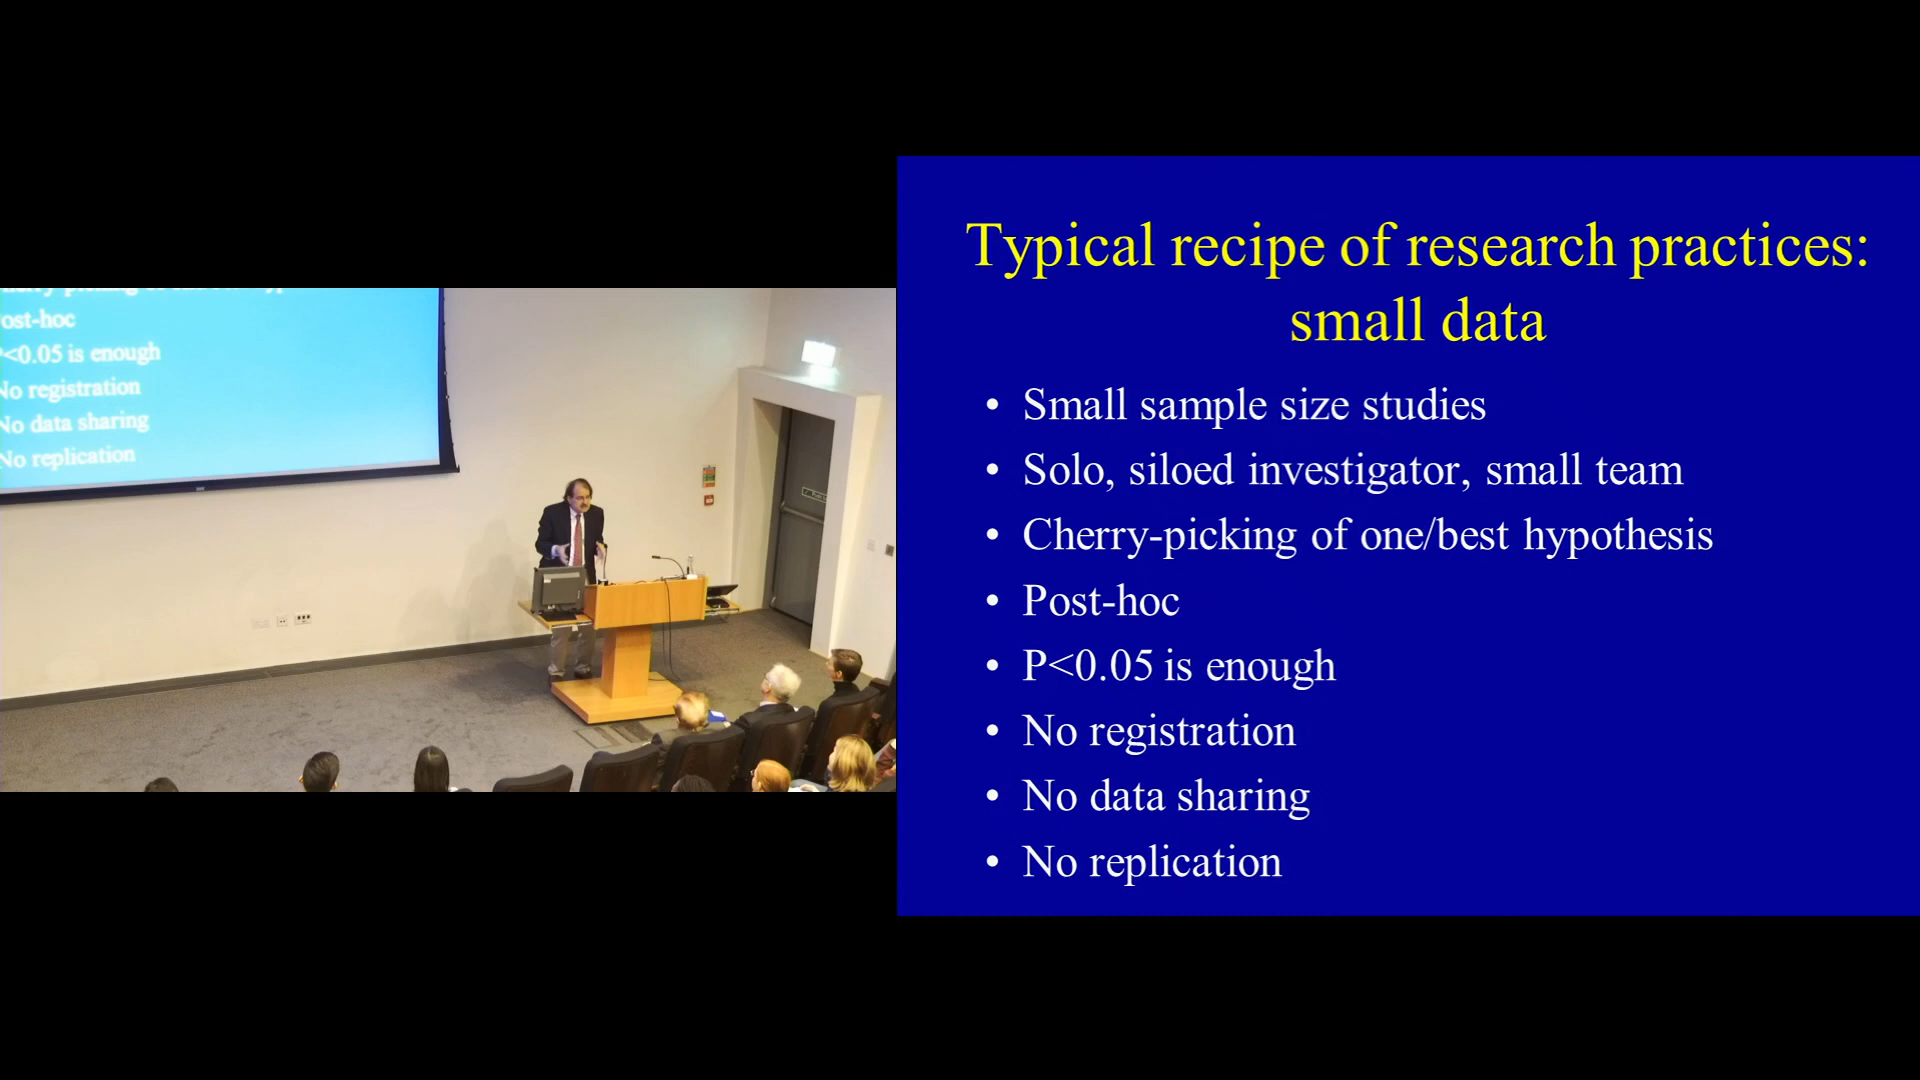 ost-hoc
P<0.05 is enough
No registration
No data sharing
No replication
Typical recipe of research practices:
small data
• Small sample size studies
• Solo, siloed investigator, small team
• Cherry-picking of one/best hypothesis
• Post-hoc
• P<0.05 is enough
• No registration
• No data sharing
• No replication